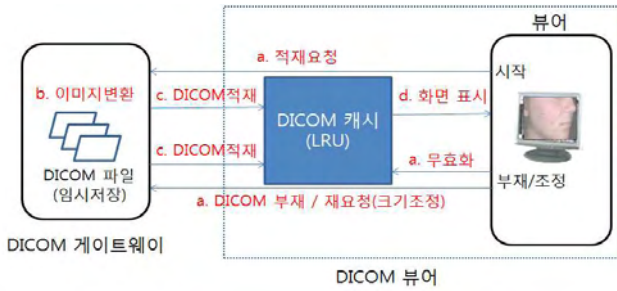 뷰어
a. 적재요청
시작
b. 이미지변환
c. DICOM적재
DICOM 캐시
(LRU)
d. 화면 표시
c. DICOM적재
DICOM 파일
(임시저장)
a. 무효화
부재/조정
a. DICOM 부재 / 재요청(크기조정)
DICOM 게이트웨이
DICOM 뷰어